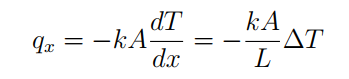 $q_x = -kA\frac{dT}{dx} = -\frac{kA}{L}\Delta T$